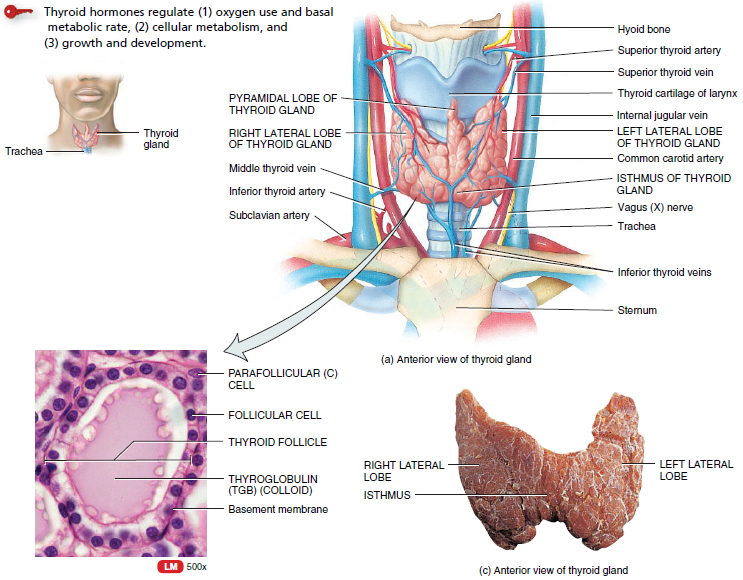 Thyroid hormones regulate (1) oxygen use and basal
metabolic rate, (2) cellular metabolism, and
(3) growth and development.
Trachea
Thyroid
gland
PYRAMIDAL LOBE OF
THYROID GLAND
RIGHT LATERAL LOBE
OF THYROID GLAND
Middle thyroid vein
Inferior thyroid artery
Subclavian artery
Hyoid bone
Superior thyroid artery
Superior thyroid vein
Thyroid cartilage of larynx
Internal jugular vein
LEFT LATERAL LOBE
OF THYROID GLAND
Common carotid artery
ISTHMUS OF THYROID
GLAND
Vagus (X) nerve
Trachea
Inferior thyroid veins
Sternum
(a) Anterior view of thyroid gland
PARAFOLLICULAR (C)
CELL
FOLLICULAR CELL
THYROID FOLLICLE
THYROGLOBULIN
(TGB) (COLLOID)
Basement membrane
LM 500x
RIGHT LATERAL
LOBE
ISTHMUS
LEFT LATERAL
LOBE
(c) Anterior view of thyroid gland